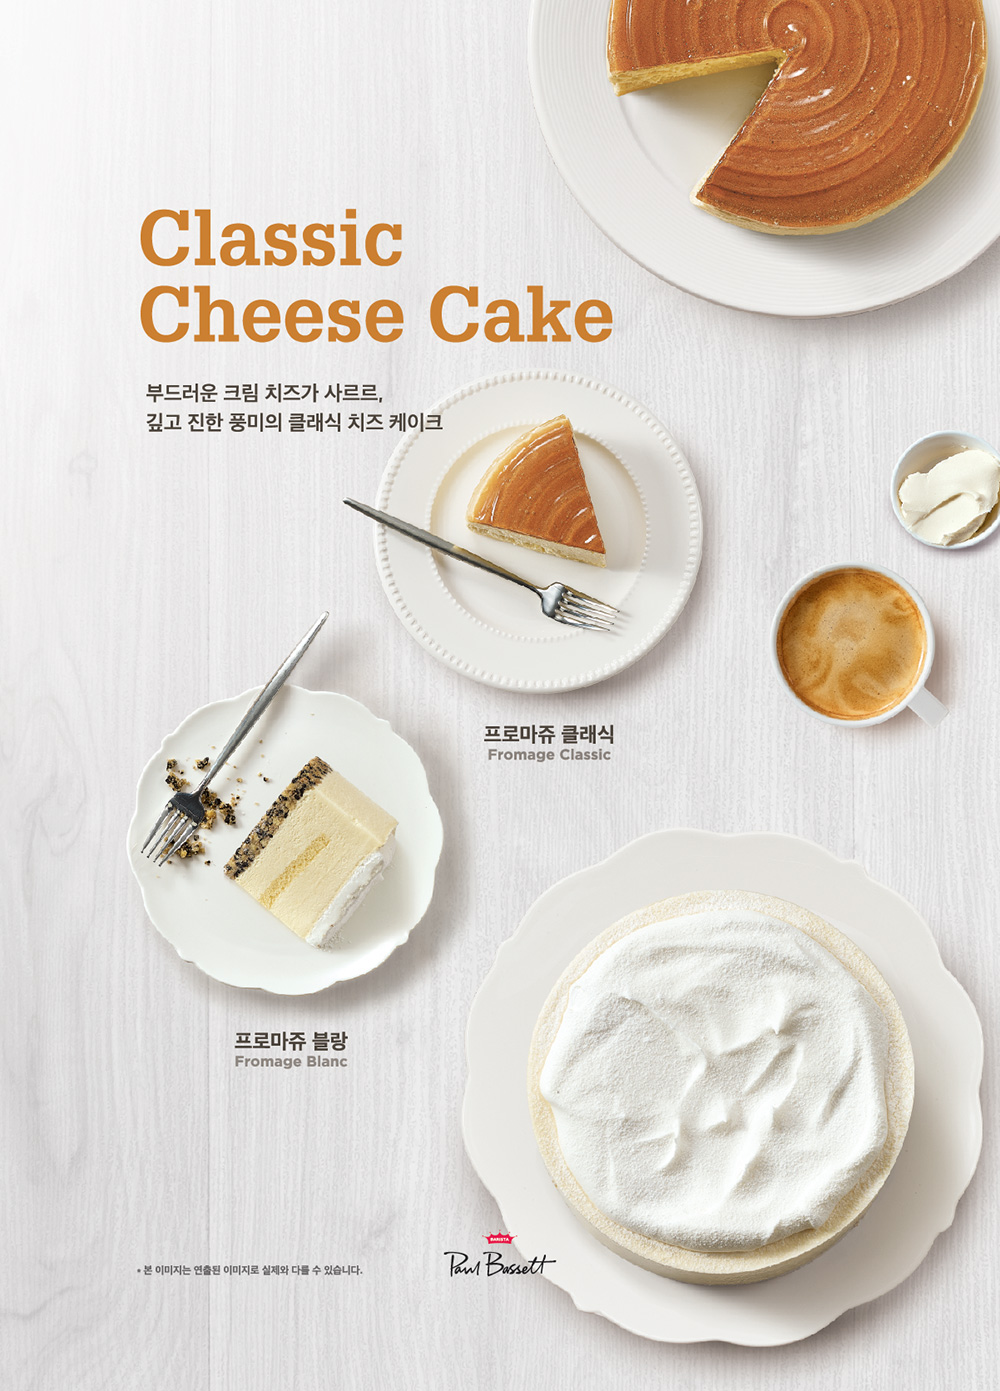 Classic
Cheese Cake
부드러운 크림 치즈가 사르르,
깊고 진한 풍미의 클래식 치즈 케이크
프로마쥬 클래식
Fromage Classic
프로마쥬 블랑
Fromage Blanc
BARISTA
Paul Bassett
* 본 이미지는 연출된 이미지로 실제와 다를 수 있습니다.